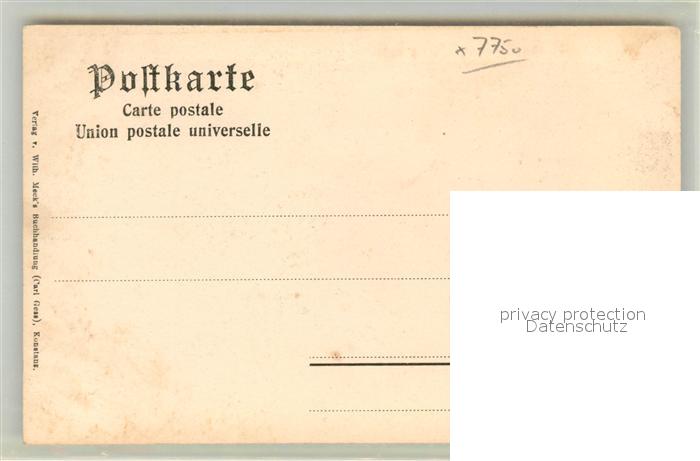 * 7750
Postkarte
Carte postale
Union postale universelle
Verlag v. Wilh. Meck's Buchhandlung (Carl Gess), Konstanz.
privacy protection
Datenschutz